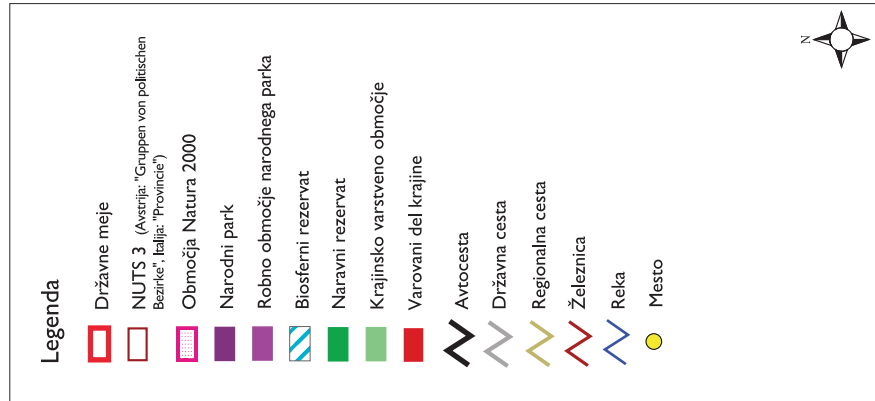 Legenda
Državne meje
NUTS 3 (Avstrija: "Gruppen von politischen
Bezirke", Italija: "Provincie")
Območja Natura 2000
Narodni park
Robno območje narodnega parka
Biosferni rezervat
Naravni rezervat
Krajinsko varstveno območje
Varovani del krajine
Avtocesta
Državna cesta
Regionalna cesta
Železnica
Reka
Mesto
N